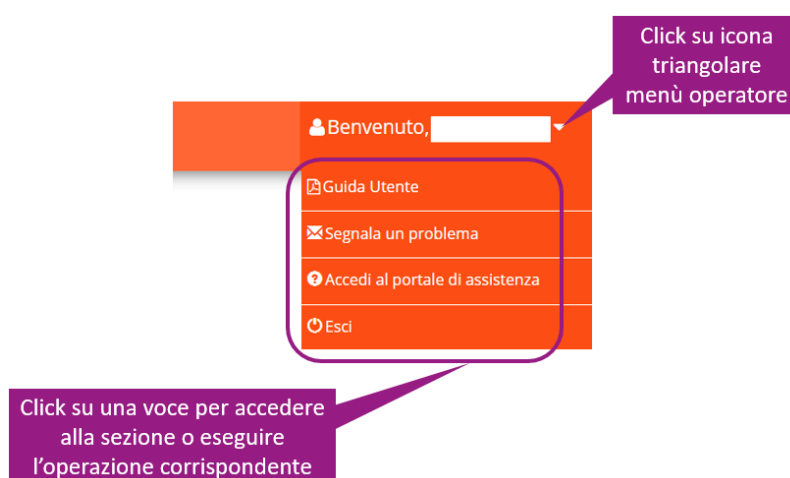 Click su icona
triangolare
menù operatore
Benvenuto,
Guida Utente
Segnala un problema
Accedi al portale di assistenza
Esci
Click su una voce per accedere
alla sezione o eseguire
l’operazione corrispondente